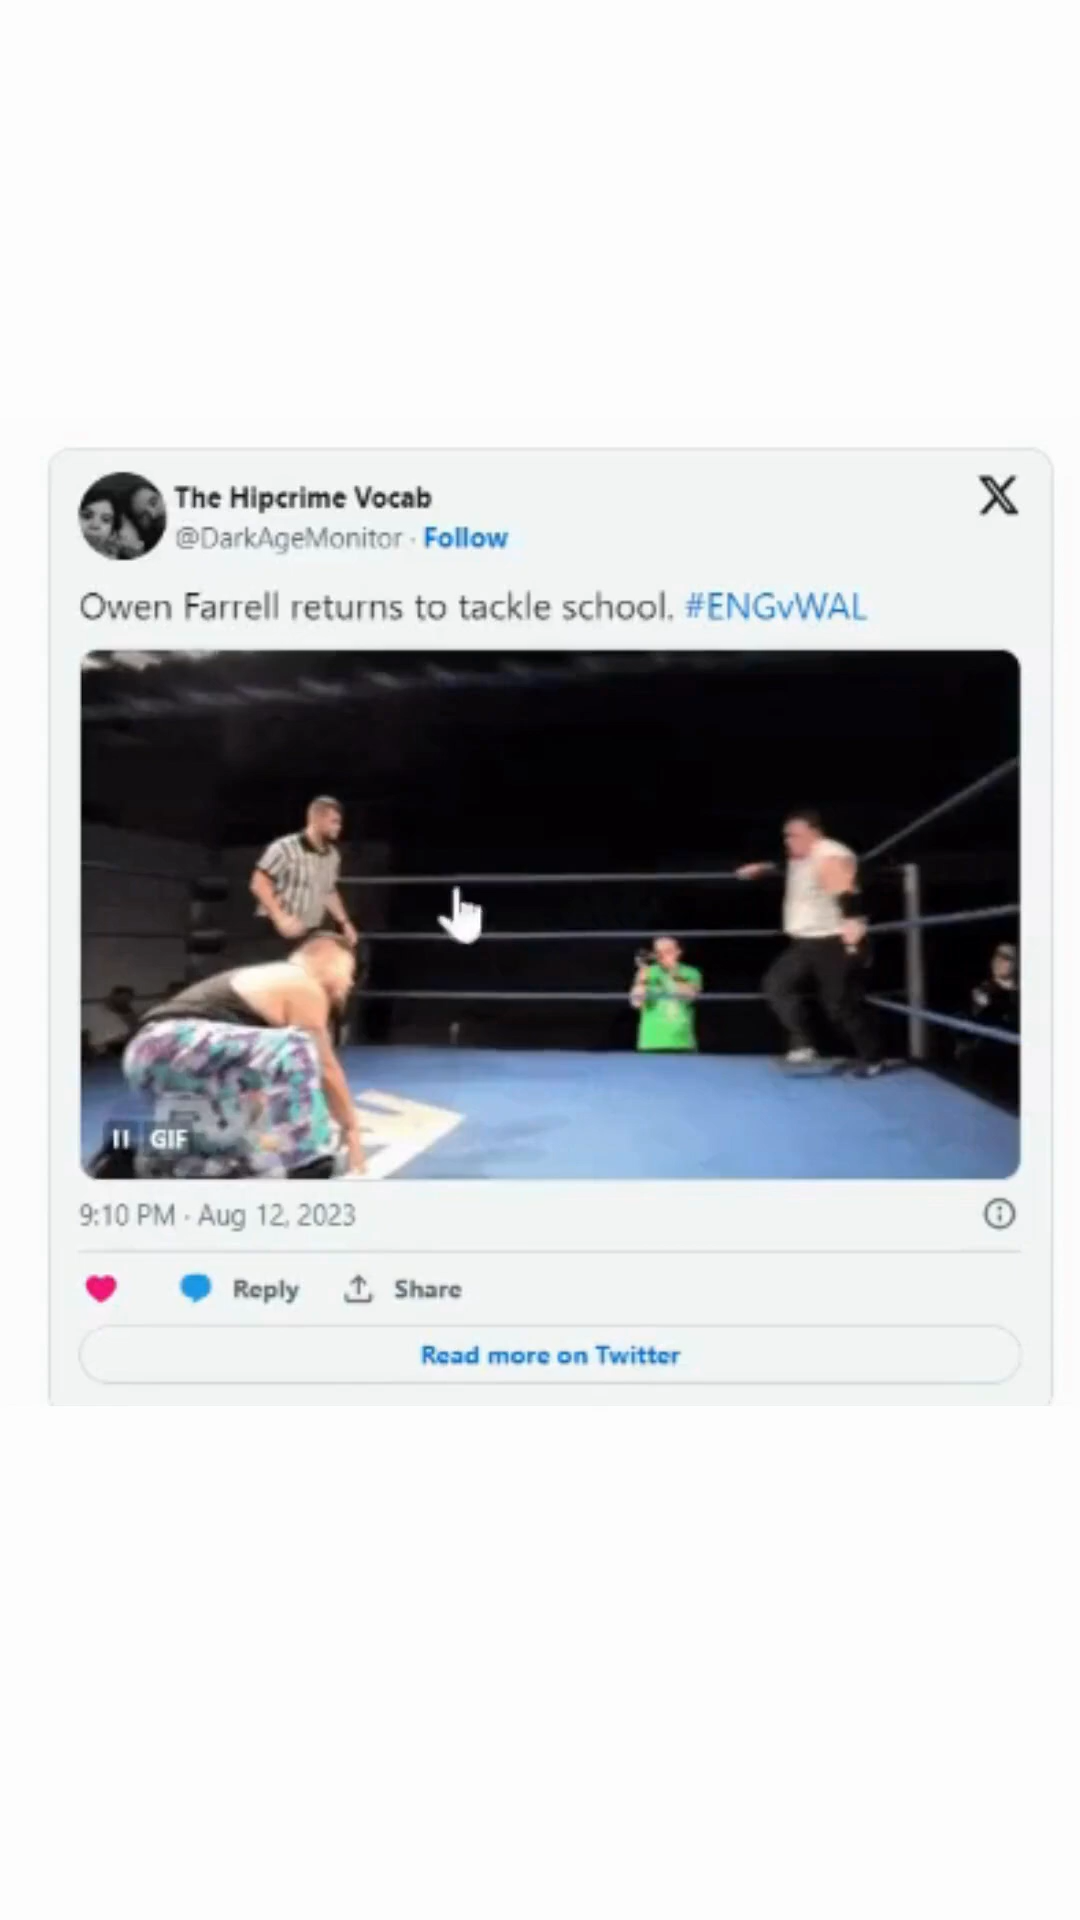 The Hipcrime Vocab
@DarkAgeMonitor · Follow
Owen Farrell returns to tackle school. #ENGvWAL
GIF
9:10 PM · Aug 12, 2023
Reply
Share
Read more on Twitter